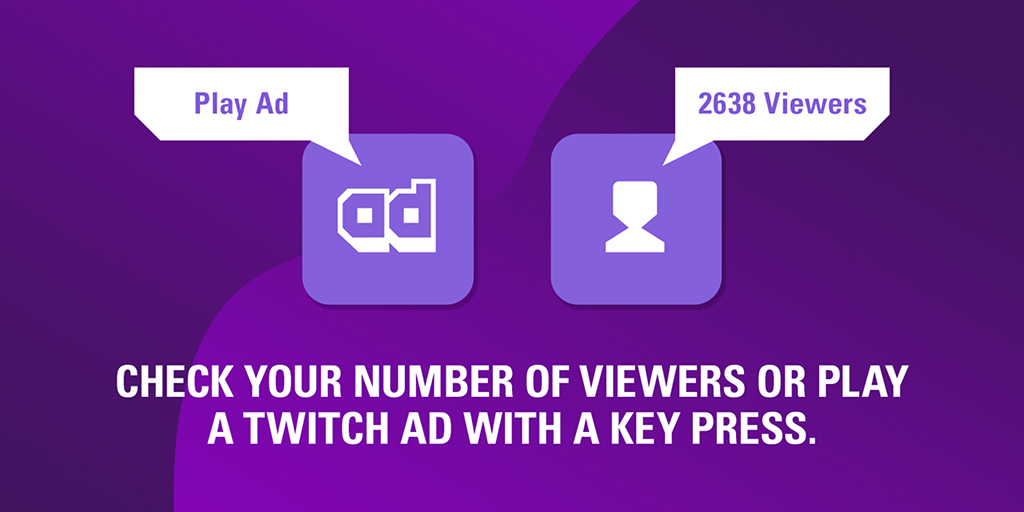 Play Ad
2638 Viewers
ad
CHECK YOUR NUMBER OF VIEWERS OR PLAY
A TWITCH AD WITH A KEY PRESS.